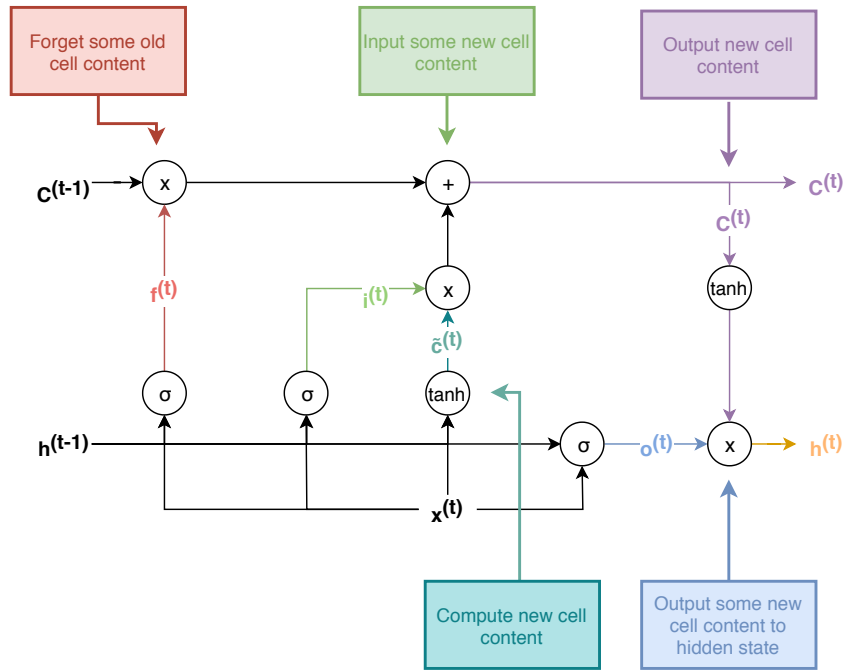 Forget some old
cell content
Input some new cell
content
Output new cell
content
C(t-1)
x
+
C(t)
C(t)
f(t)
i(t)
x
tanh
c̃(t)
σ
σ
tanh
h(t-1)
σ
o(t)
x
h(t)
x(t)
Compute new cell
content
Output some new
cell content to
hidden state